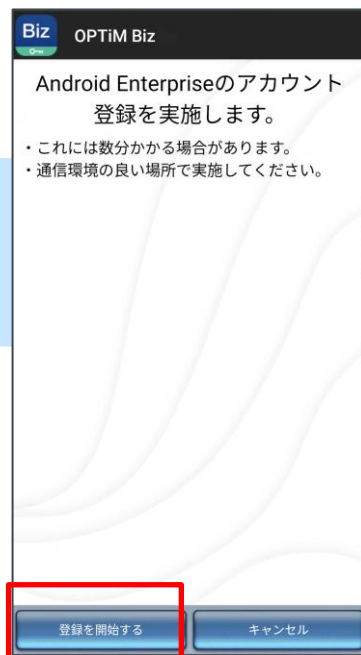 Biz
OPTiM Biz
Android Enterpriseのアカウント
登録を実施します。
・これには数分かかる場合があります。
・通信環境の良い場所で実施してください。
登録を開始する
キャンセル